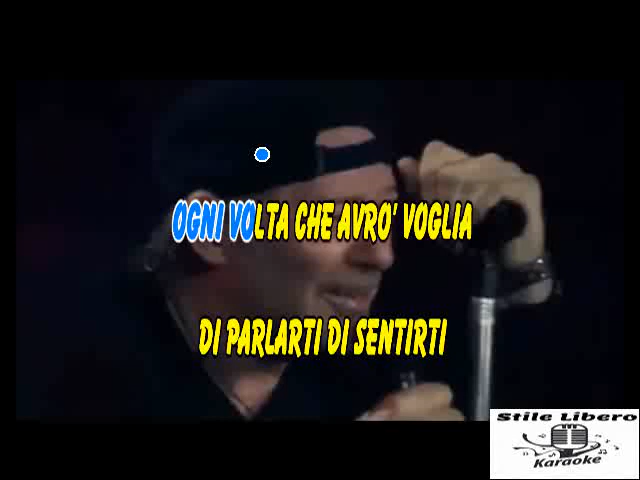 OGNI VOLTA CHE AVRO' VOGLIA
DI PARLARTI DI SENTIRTI
Stile Libero
Karaoke